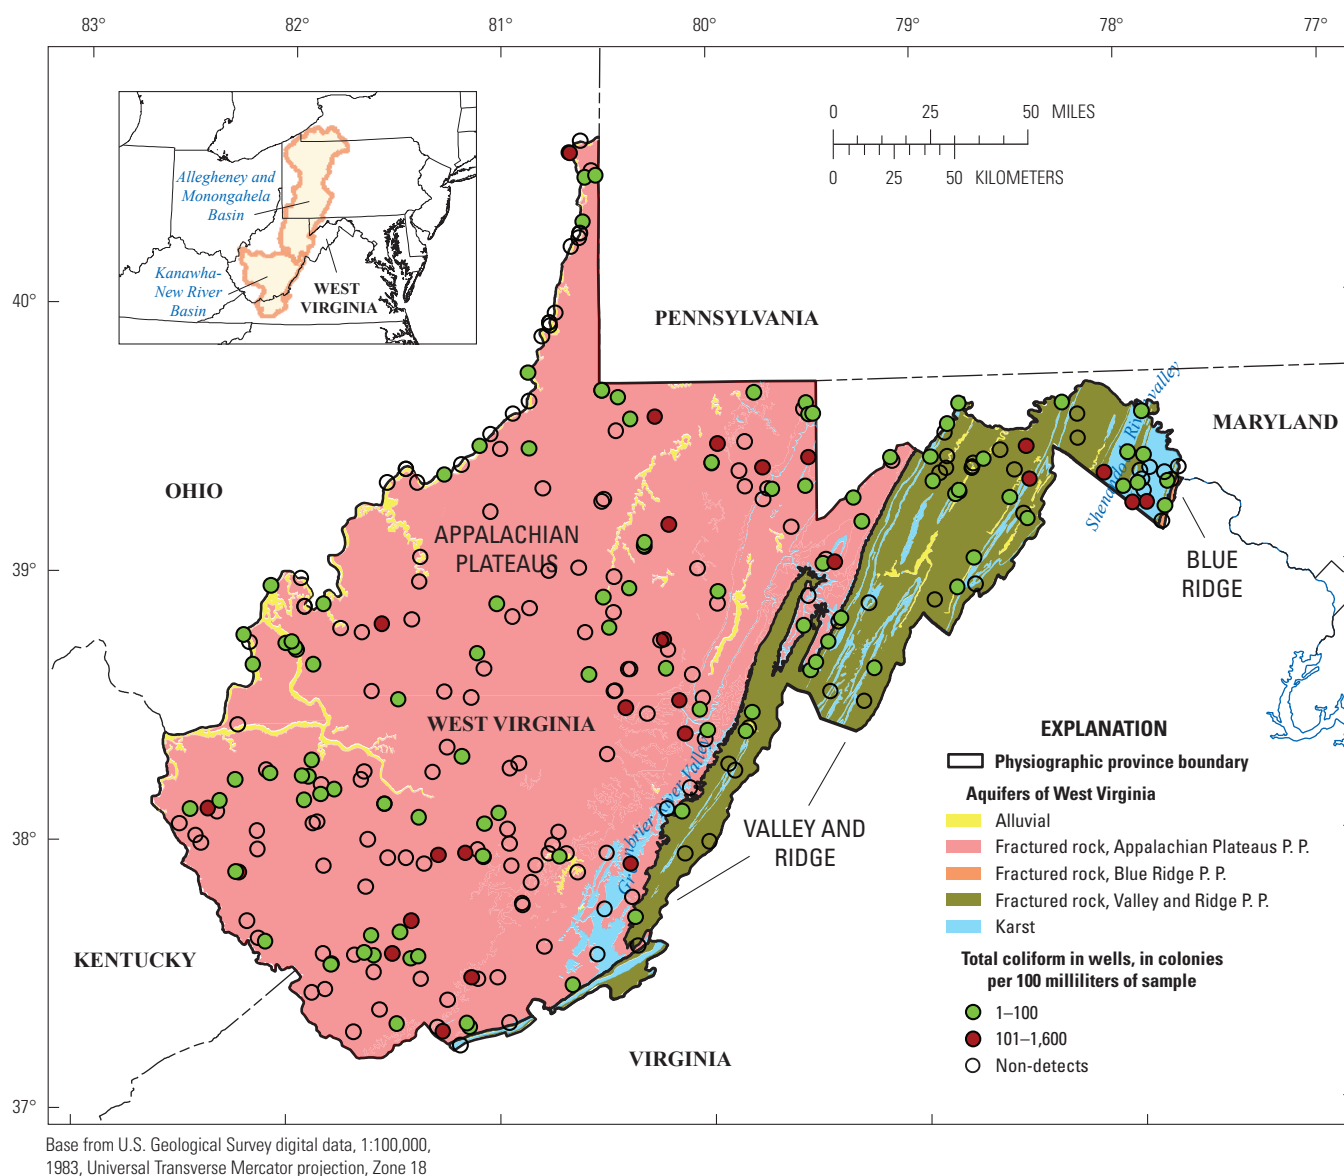 83°
82°
81°
80°
79°
78°
77°
0 25 50 MILES
0 25 50 KILOMETERS
Allegheney and
Monongahela
Basin
Kanawha-
New River
Basin
WEST
VIRGINIA
40°
PENNSYLVANIA
MARYLAND
Shenandoah River valley
OHIO
APPALACHIAN
PLATEAUS
BLUE
RIDGE
39°
WEST VIRGINIA
Greenbrier River Valley
VALLEY AND
RIDGE
38°
KENTUCKY
VIRGINIA
37°
EXPLANATION
Physiographic province boundary
Aquifers of West Virginia
Alluvial
Fractured rock, Appalachian Plateaus P. P.
Fractured rock, Blue Ridge P. P.
Fractured rock, Valley and Ridge P. P.
Karst
Total coliform in wells, in colonies
per 100 milliliters of sample
1–100
101–1,600
Non-detects
Base from U.S. Geological Survey digital data, 1:100,000,
1983, Universal Transverse Mercator projection, Zone 18